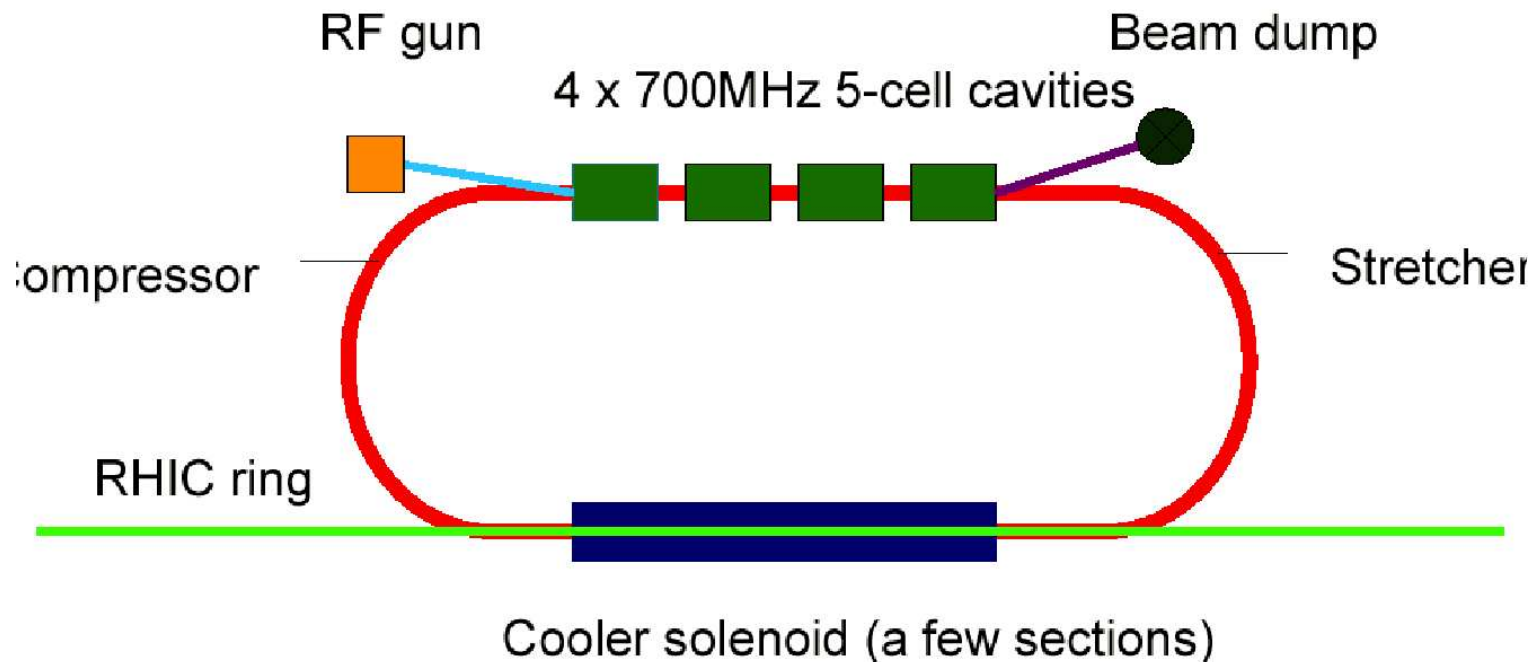 RF gun
Beam dump
4 x 700MHz 5-cell cavities
ompressor
Stretcher
RHIC ring
Cooler solenoid (a few sections)